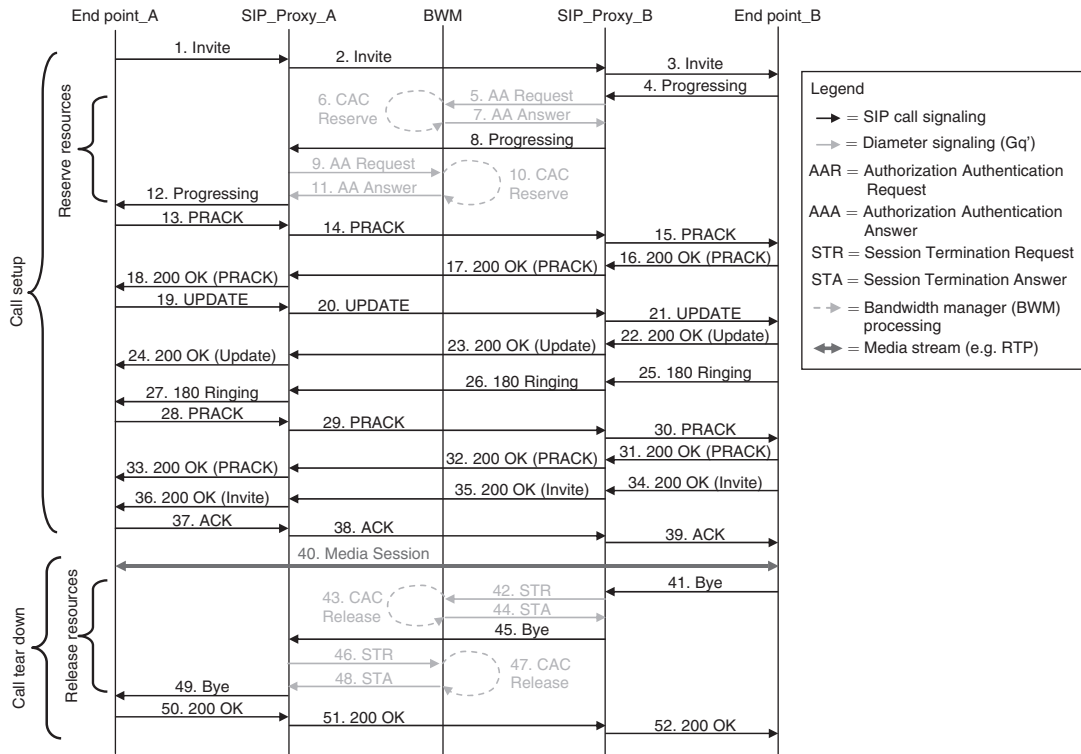 End point_A
SIP_Proxy_A
BWM
SIP_Proxy_B
End point_B
1. Invite
2. Invite
3. Invite
4. Progressing
5. AA Request
6. CAC
Reserve
7. AA Answer
8. Progressing
9. AA Request
10. CAC
Reserve
11. AA Answer
12. Progressing
13. PRACK
14. PRACK
15. PRACK
16. 200 OK (PRACK)
17. 200 OK (PRACK)
18. 200 OK (PRACK)
19. UPDATE
20. UPDATE
21. UPDATE
22. 200 OK (Update)
23. 200 OK (Update)
24. 200 OK (Update)
25. 180 Ringing
26. 180 Ringing
27. 180 Ringing
28. PRACK
29. PRACK
30. PRACK
31. 200 OK (PRACK)
32. 200 OK (PRACK)
33. 200 OK (PRACK)
34. 200 OK (Invite)
35. 200 OK (Invite)
36. 200 OK (Invite)
37. ACK
38. ACK
39. ACK
40. Media Session
41. Bye
42. STR
43. CAC
Release
44. STA
45. Bye
46. STR
47. CAC
Release
48. STA
49. Bye
50. 200 OK
51. 200 OK
52. 200 OK
Call setup
Reserve resources
Call tear down
Release resources
Legend
= SIP call signaling
= Diameter signaling (Gq')
AAR = Authorization Authentication
Request
AAA = Authorization Authentication
Answer
STR = Session Termination Request
STA = Session Termination Answer
= Bandwidth manager (BWM)
processing
= Media stream (e.g. RTP)